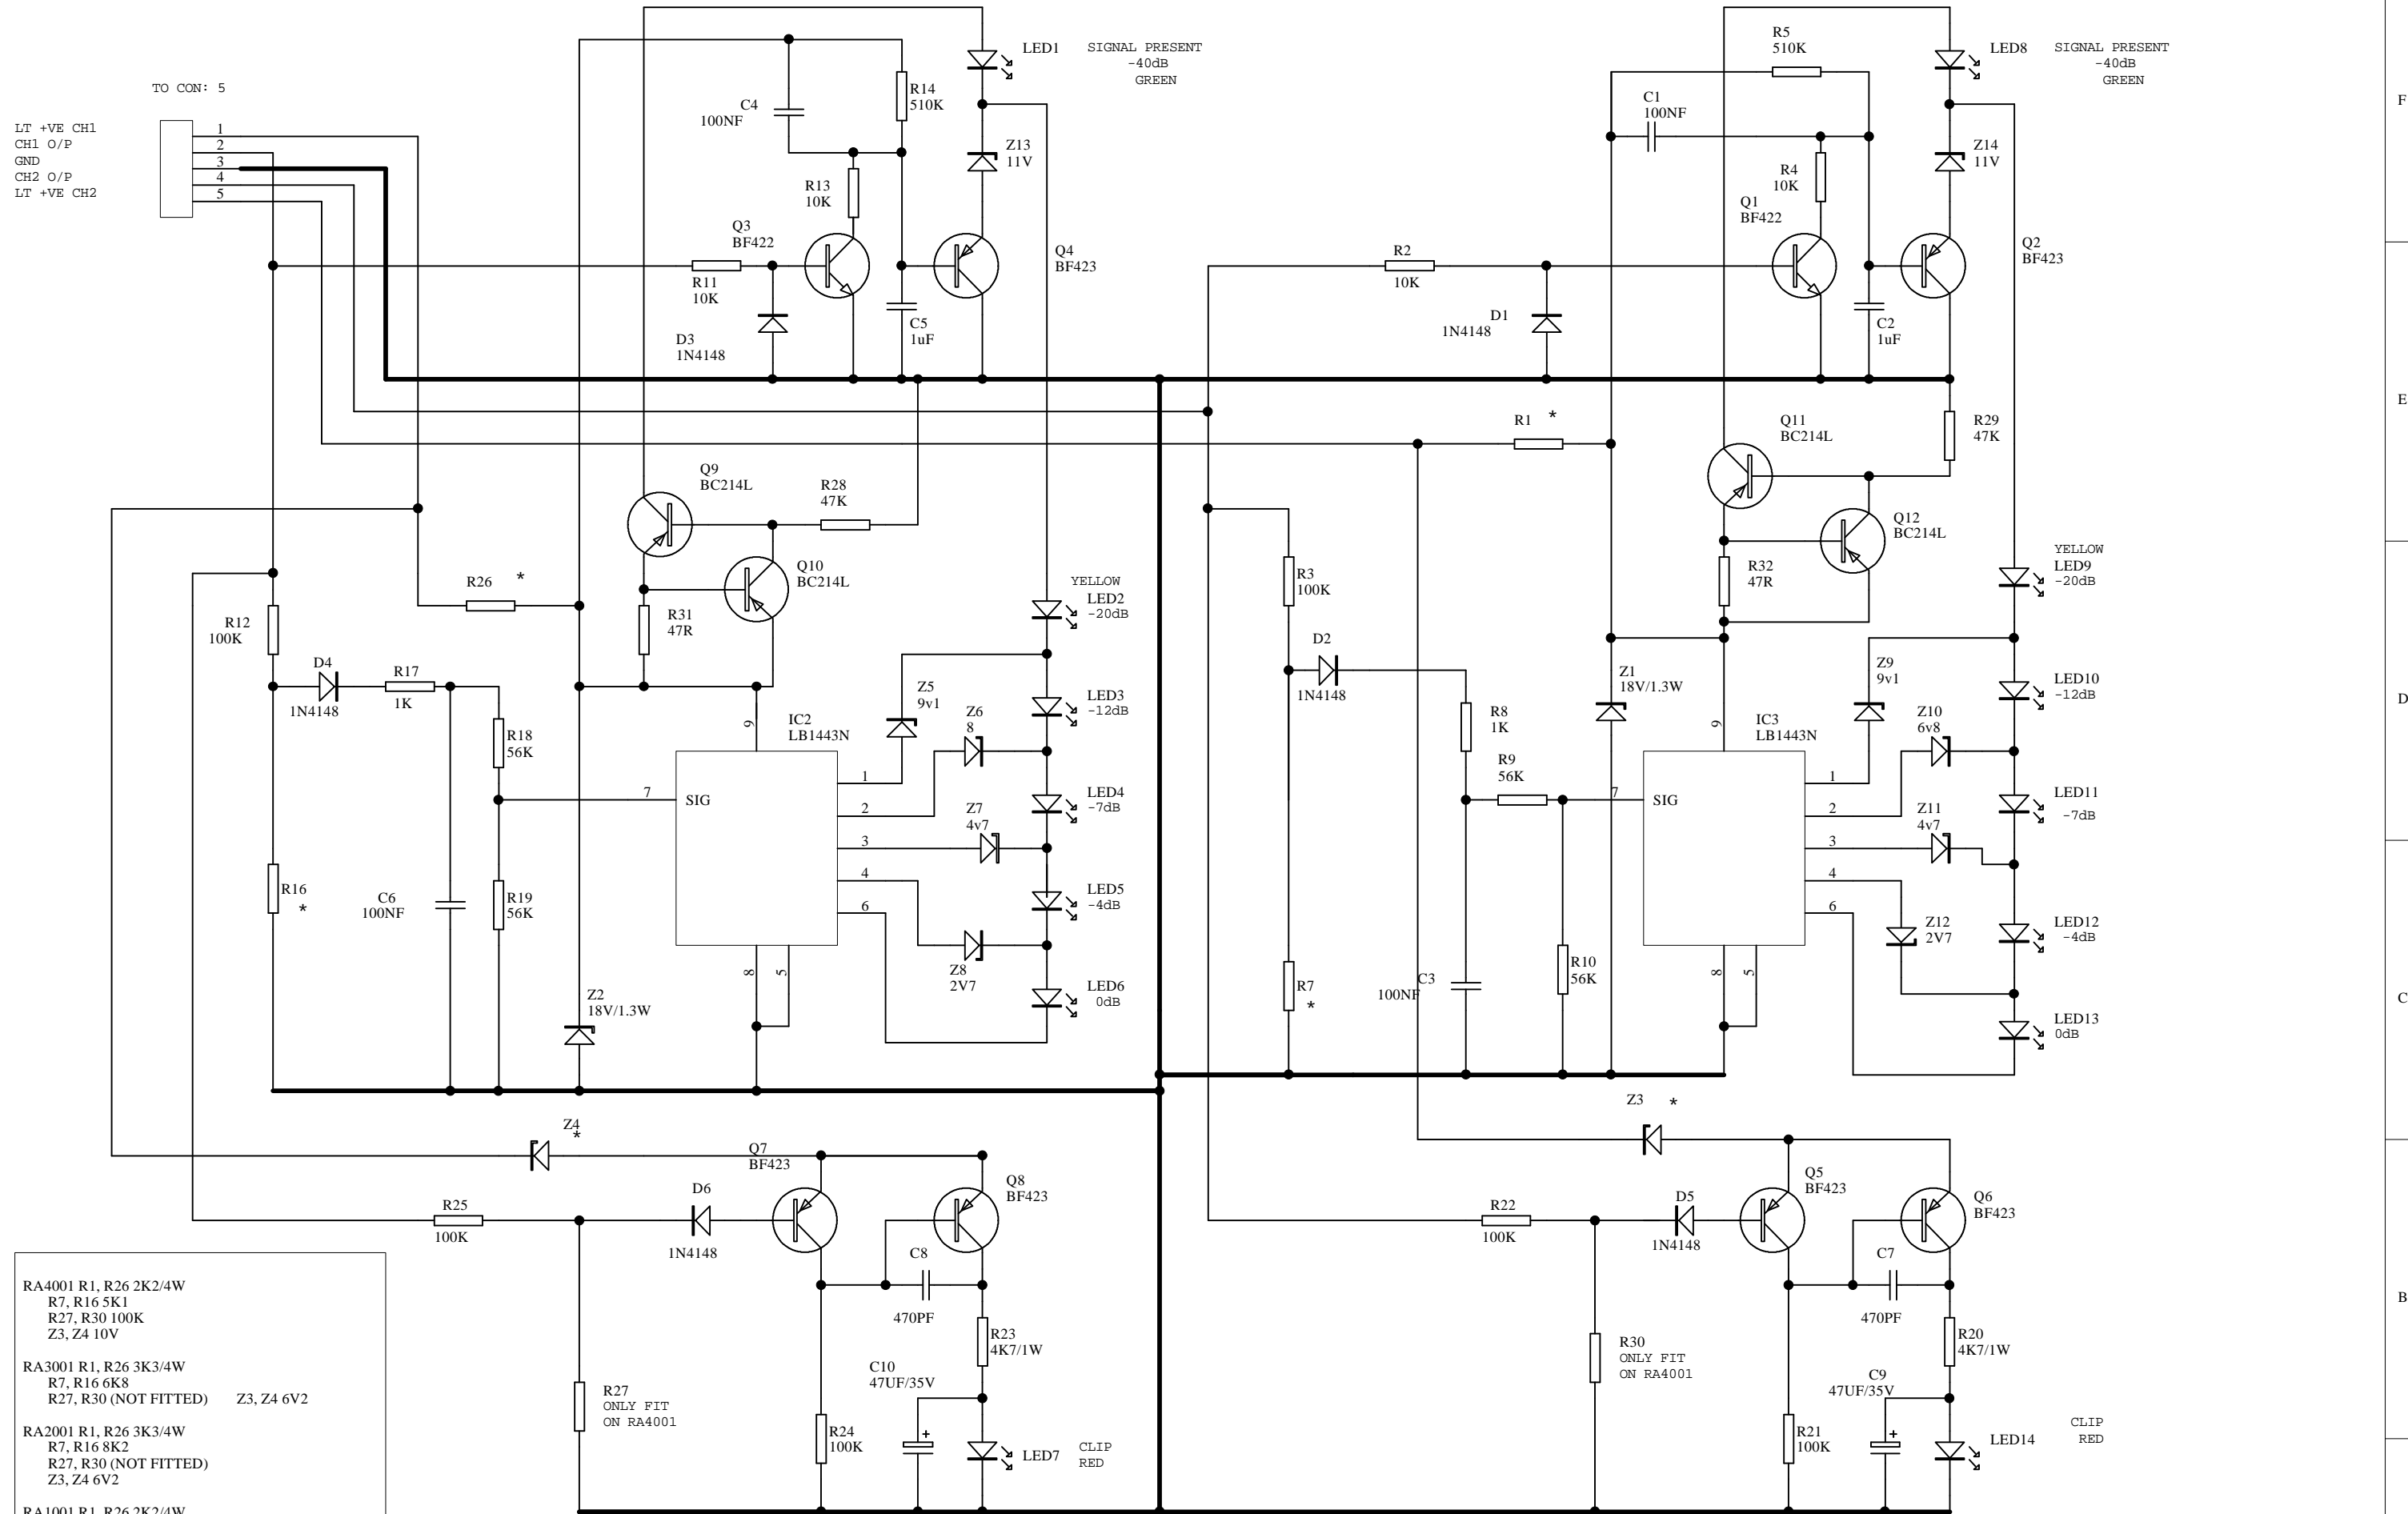 TO CON: 5
LT +VE CH1
CH1 O/P
GND
CH2 O/P
LT +VE CH2
1
2
3
4
5
C4
100NF
R14
510K
LED1
SIGNAL PRESENT
-40dB
GREEN
Z13
11V
R13
10K
Q3
BF422
Q4
BF423
R11
10K
D3
1N4148
C5
1uF
R5
510K
LED8
SIGNAL PRESENT
-40dB
GREEN
C1
100NF
Z14
11V
R4
10K
Q1
BF422
Q2
BF423
R2
10K
D1
1N4148
C2
1uF
F
E
D
C
B
Q9
BC214L
R28
47K
Q10
BC214L
R26 *
R31
47R
R12
100K
D4
1N4148
R17
1K
R18
56K
R19
56K
R16
*
C6
100NF
Z2
18V/1.3W
IC2
LB1443N
9
7
SIG
1
2
3
4
6
8
5
Z5
9v1
Z6
8
Z7
4v7
Z8
2V7
YELLOW
LED2
-20dB
LED3
-12dB
LED4
-7dB
LED5
-4dB
LED6
0dB
R1 *
Q11
BC214L
R29
47K
Q12
BC214L
R32
47R
R3
100K
D2
1N4148
R8
1K
R9
56K
R10
56K
R7
*
C3
100NF
Z1
18V/1.3W
IC3
LB1443N
9
7
SIG
1
2
3
4
6
8
5
Z9
9v1
Z10
6v8
Z11
4v7
Z12
2V7
YELLOW
LED9
-20dB
LED10
-12dB
LED11
-7dB
LED12
-4dB
LED13
0dB
Z4
*
Q7
BF423
Q8
BF423
R25
100K
D6
1N4148
C8
470PF
R23
4K7/1W
C10
47UF/35V
+
R27
ONLY FIT
ON RA4001
R24
100K
LED7
CLIP
RED
Z3 *
Q5
BF423
Q6
BF423
R22
100K
D5
1N4148
C7
470PF
R20
4K7/1W
C9
47UF/35V
+
R30
ONLY FIT
ON RA4001
R21
100K
LED14
CLIP
RED
RA4001 R1, R26 2K2/4W
R7, R16 5K1
R27, R30 100K
Z3, Z4 10V
RA3001 R1, R26 3K3/4W
R7, R16 6K8
R27, R30 (NOT FITTED) Z3, Z4 6V2
RA2001 R1, R26 3K3/4W
R7, R16 8K2
R27, R30 (NOT FITTED)
Z3, Z4 6V2
RA1001 R1, R26 2K2/4W